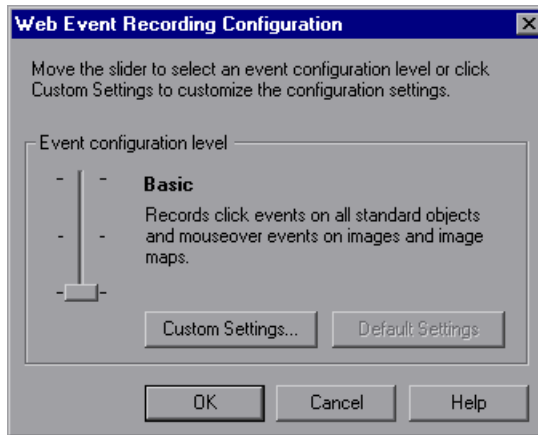 Web Event Recording Configuration
Move the slider to select an event configuration level or click
Custom Settings to customize the configuration settings.
Event configuration level
Basic
Records click events on all standard objects
and mouseover events on images and image
maps.
Custom Settings...
Default Settings
OK
Cancel
Help